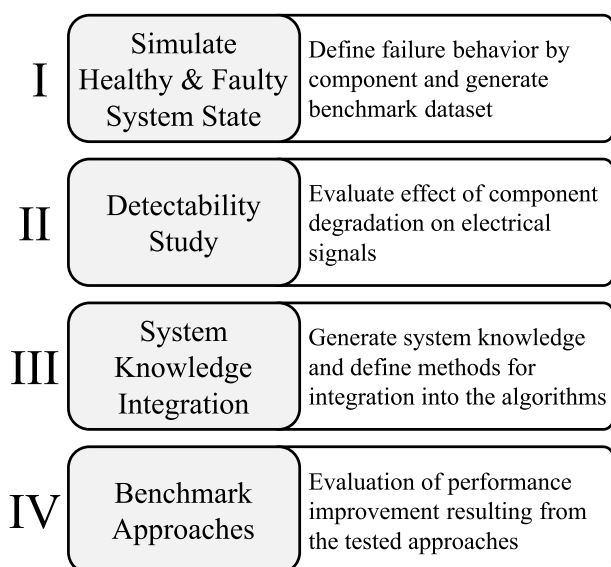 I
Simulate
Healthy & Faulty
System State
Define failure behavior by
component and generate
benchmark dataset
II
Detectability
Study
Evaluate effect of component
degradation on electrical
signals
III
System
Knowledge
Integration
Generate system knowledge
and define methods for
integration into the algorithms
IV
Benchmark
Approaches
Evaluation of performance
improvement resulting from
the tested approaches